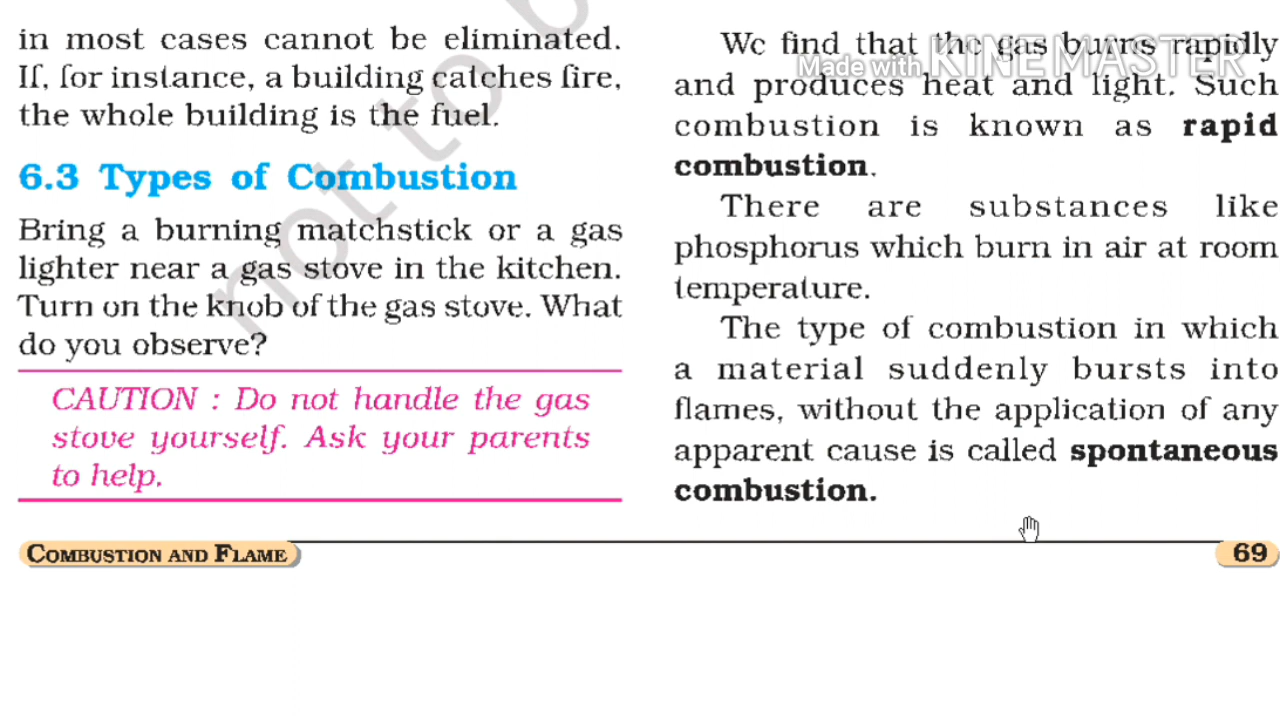 in most cases cannot be eliminated.
If, for instance, a building catches fire,
the whole building is the fuel.
6.3 Types of Combustion
Bring a burning matchstick or a gas
lighter near a gas stove in the kitchen.
Turn on the knob of the gas stove. What
do you observe?
CAUTION : Do not handle the gas
stove yourself. Ask your parents
to help.
We find that the gas burns rapidly
and produces heat and light. Such
combustion is known as rapid
combustion.
There are substances like
phosphorus which burn in air at room
temperature.
The type of combustion in which
a material suddenly bursts into
flames, without the application of any
apparent cause is called spontaneous
combustion.
COMBUSTION AND FLAME
69
Made with KINEMASTER
not to b